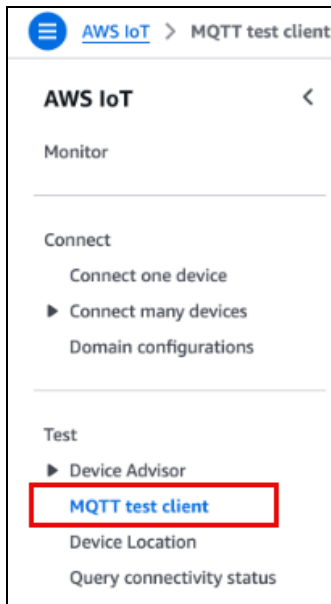 AWS IoT > MQTT test client
AWS IoT
Monitor
Connect
Connect one device
Connect many devices
Domain configurations
Test
Device Advisor
MQTT test client
Device Location
Query connectivity status